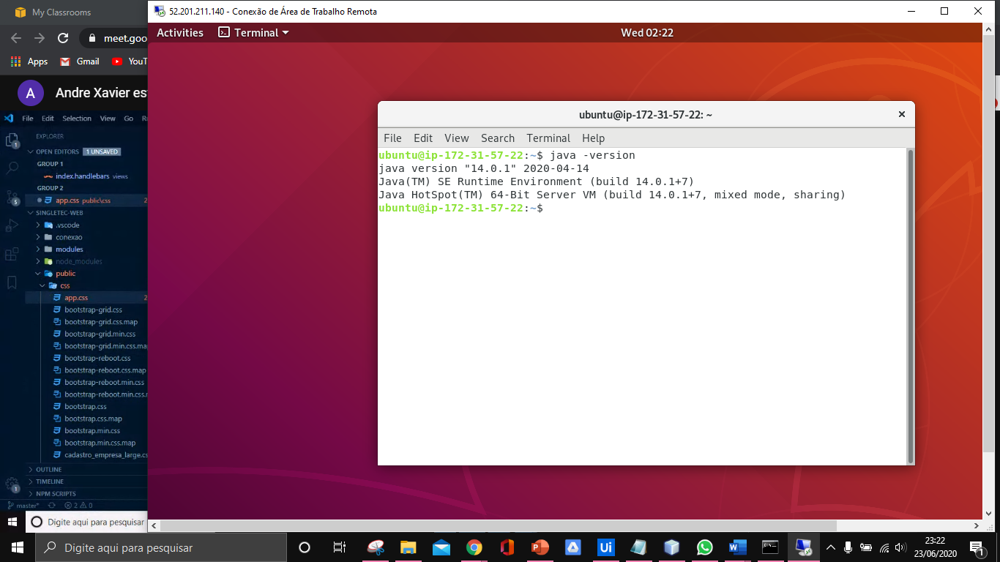 My Classrooms
52.201.211.140 - Conexão de Área de Trabalho Remota
meet.goo
Apps
Gmail
YouT
Activities
Terminal
Wed 02:22
A
Andre Xavier es
File Edit Selection View Go
EXPLORER
OPEN EDITORS 1 UNSAVED
GROUP 1
index.handlebars views
GROUP 2
app.css public\css 2
SINGLETEC-WEB
.vscode
conexao
modules
node_modules
public
css
app.css 2
bootstrap-grid.css
bootstrap-grid.css.map
bootstrap-grid.min.css
bootstrap-grid.min.css.ma
bootstrap-reboot.css
bootstrap-reboot.css.map
bootstrap-reboot.min.css
bootstrap-reboot.min.css.
bootstrap.css
bootstrap.css.map
bootstrap.min.css
bootstrap.min.css.map
cadastro_empresa_large.cs
OUTLINE
TIMELINE
NPM SCRIPTS
master* 2 0
Digite aqui para pesquisar
ubuntu@ip-172-31-57-22: ~
File Edit View Search Terminal Help
ubuntu@ip-172-31-57-22:~$ java -version
java version "14.0.1" 2020-04-14
Java(TM) SE Runtime Environment (build 14.0.1+7)
Java HotSpot(TM) 64-Bit Server VM (build 14.0.1+7, mixed mode, sharing)
ubuntu@ip-172-31-57-22:~$
Digite aqui para pesquisar
Ui
23:22
23/06/2020
1